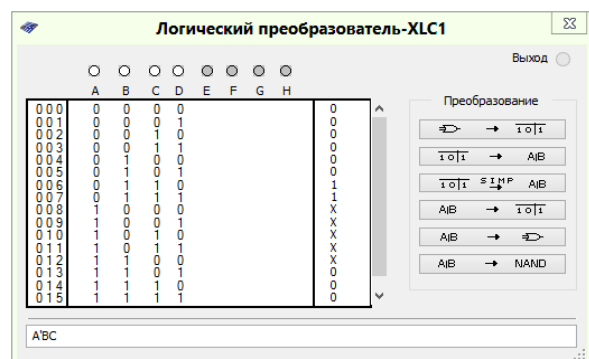 Логический преобразователь-XLC1
Выход
A B C D E F G H
000 0 0 0 0 0
001 0 0 0 1 0
002 0 0 1 0 0
003 0 0 1 1 0
004 0 1 0 0 0
005 0 1 0 1 0
006 0 1 1 0 1
007 0 1 1 1 1
008 1 0 0 0 X
009 1 0 0 1 X
010 1 0 1 0 X
011 1 0 1 1 X
012 1 1 0 0 X
013 1 1 0 1 0
014 1 1 1 0 0
015 1 1 1 1 0
Преобразование
→ 1 0 1
1 0 1 → A|B
1 0 1 SIMP → A|B
A|B → 1 0 1
A|B →
A|B → NAND
A'BC